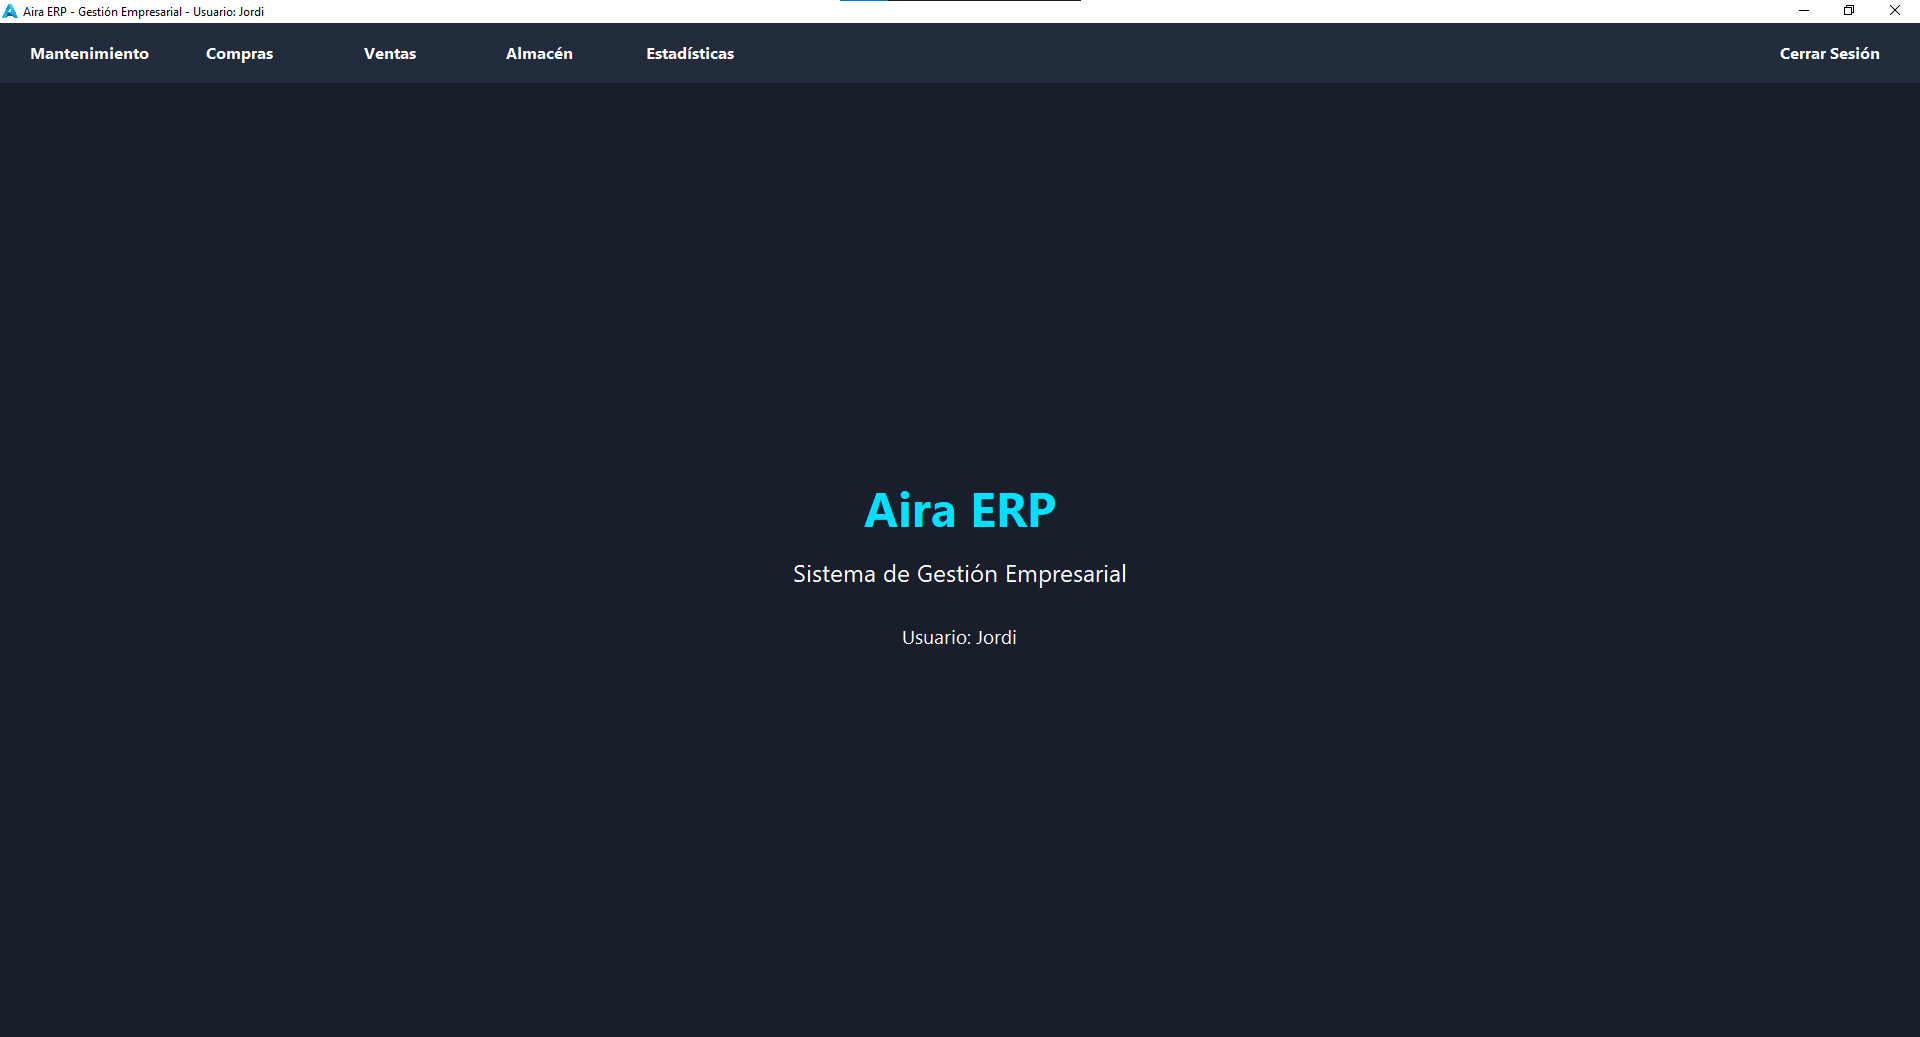 Aira ERP - Gestión Empresarial - Usuario: Jordi
Mantenimiento Compras Ventas Almacén Estadísticas Cerrar Sesión
Aira ERP
Sistema de Gestión Empresarial
Usuario: Jordi